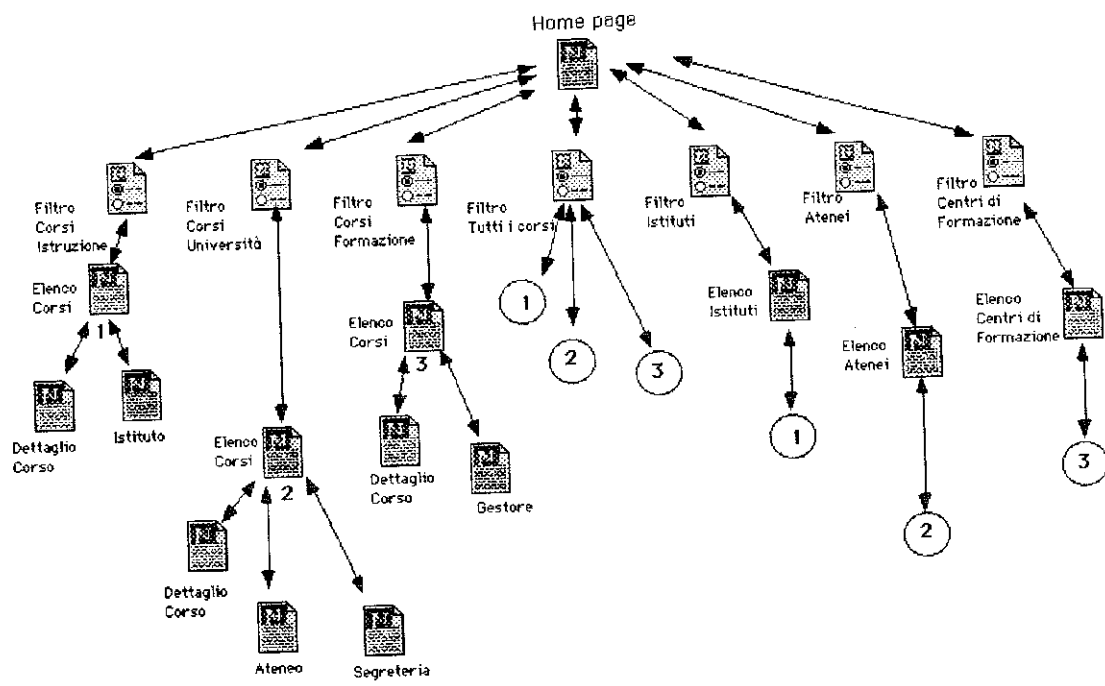 Home page
Filtro
Corsi
Istruzione
Filtro
Corsi
Università
Filtro
Corsi
Formazione
Filtro
Tutti i corsi
Filtro
Istituti
Filtro
Atenei
Filtro
Centri di
Formazione
Elenco
Corsi
1
Dettaglio
Corso
Istituto
Elenco
Corsi
2
Dettaglio
Corso
Ateneo
Segreteria
Elenco
Corsi
3
Dettaglio
Corso
Gestore
1
2
3
Elenco
Istituti
1
Elenco
Atenei
2
Elenco
Centri di
Formazione
3